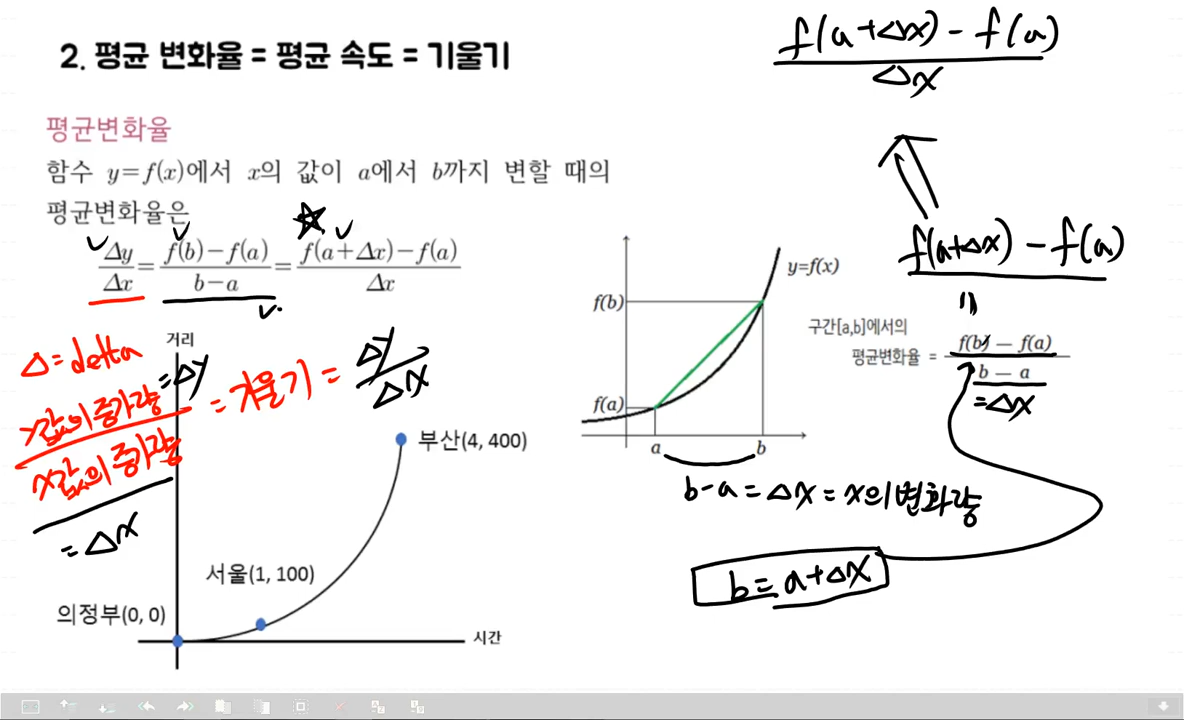 2. 평균 변화율 = 평균 속도 = 기울기
평균변화율
함수 y=f(x)에서 x의 값이 a에서 b까지 변할 때의
평균변화율은
Δy/Δx = (f(b)-f(a))/(b-a) = (f(a+Δx)-f(a))/Δx
Δ = delta
y값의 증가량 = Δy
x값의 증가량
= Δx
= 기울기 = Δy/Δx
거리
부산(4, 400)
서울(1, 100)
의정부(0, 0)
시간
f(a+Δx) - f(a)
Δx
f(a+Δx) - f(a)
=
y=f(x)
f(b)
f(a)
a
b
구간[a,b]에서의
평균변화율 = (f(b) - f(a))/(b - a)
= Δx
b-a = Δx = x의 변화량
b = a+Δx